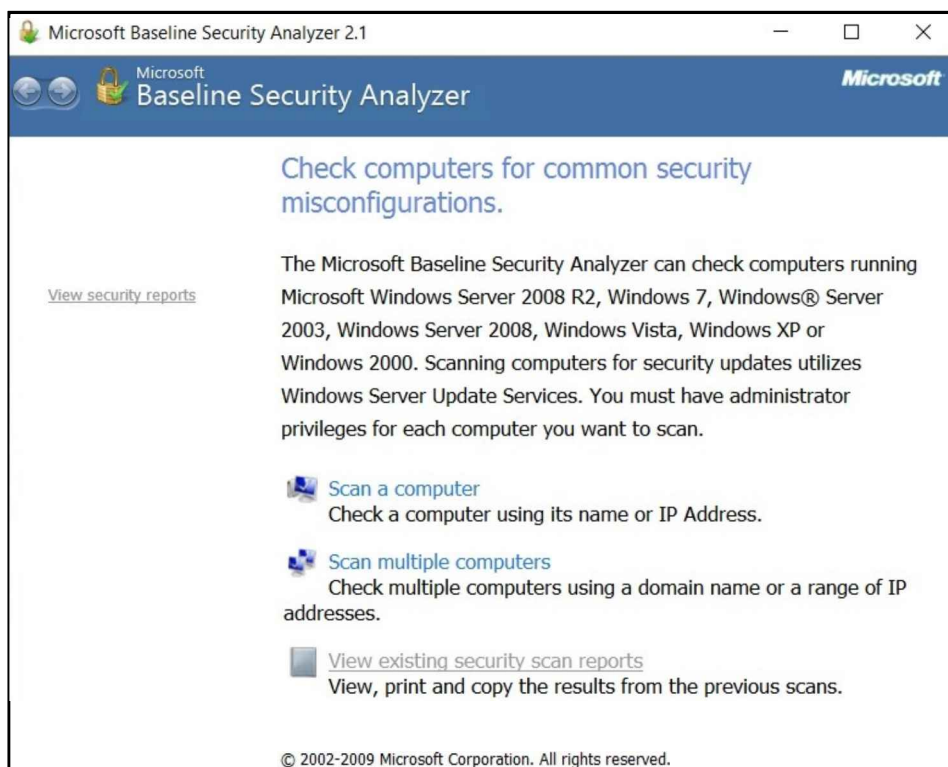 Microsoft Baseline Security Analyzer 2.1
Microsoft
Baseline Security Analyzer
Microsoft
Check computers for common security
misconfigurations.
The Microsoft Baseline Security Analyzer can check computers running
View security reports
Microsoft Windows Server 2008 R2, Windows 7, Windows® Server
2003, Windows Server 2008, Windows Vista, Windows XP or
Windows 2000. Scanning computers for security updates utilizes
Windows Server Update Services. You must have administrator
privileges for each computer you want to scan.
Scan a computer
Check a computer using its name or IP Address.
Scan multiple computers
Check multiple computers using a domain name or a range of IP
addresses.
View existing security scan reports
View, print and copy the results from the previous scans.
© 2002-2009 Microsoft Corporation. All rights reserved.